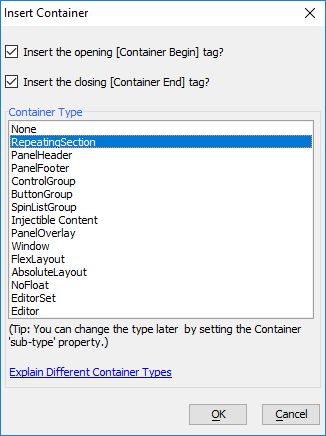 Insert Container
Insert the opening [Container Begin] tag?
Insert the closing [Container End] tag?
Container Type
None
RepeatingSection
PanelHeader
PanelFooter
ControlGroup
ButtonGroup
SpinListGroup
Injectible Content
PanelOverlay
Window
FlexLayout
AbsoluteLayout
NoFloat
EditorSet
Editor
(Tip: You can change the type later by setting the Container
'sub-type' property.)
Explain Different Container Types
OK
Cancel